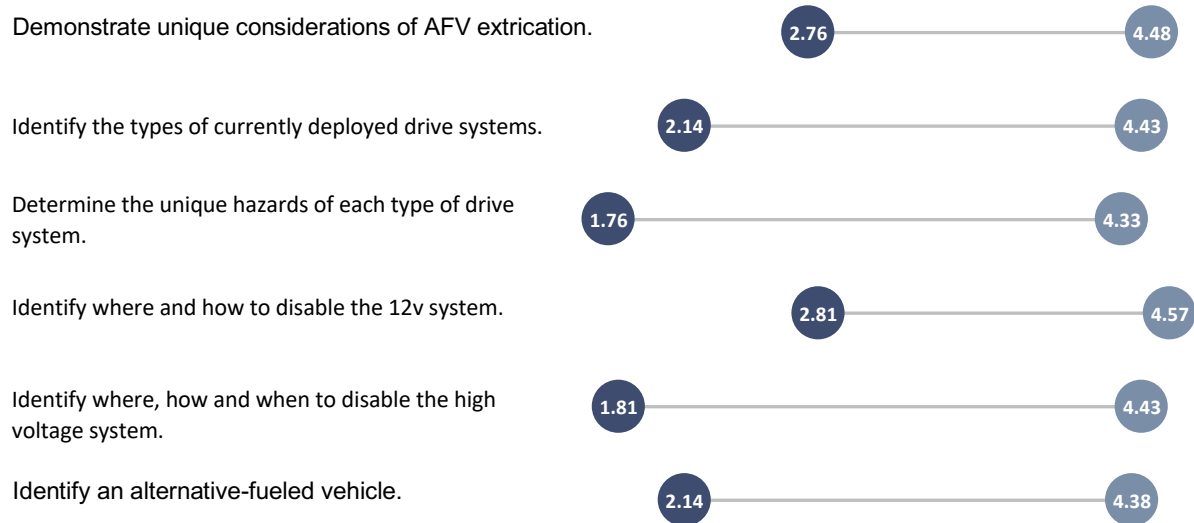 Demonstrate unique considerations of AFV extrication.
2.76 4.48
Identify the types of currently deployed drive systems.
2.14 4.43
Determine the unique hazards of each type of drive
system.
1.76 4.33
Identify where and how to disable the 12v system.
2.81 4.57
Identify where, how and when to disable the high
voltage system.
1.81 4.43
Identify an alternative-fueled vehicle.
2.14 4.38